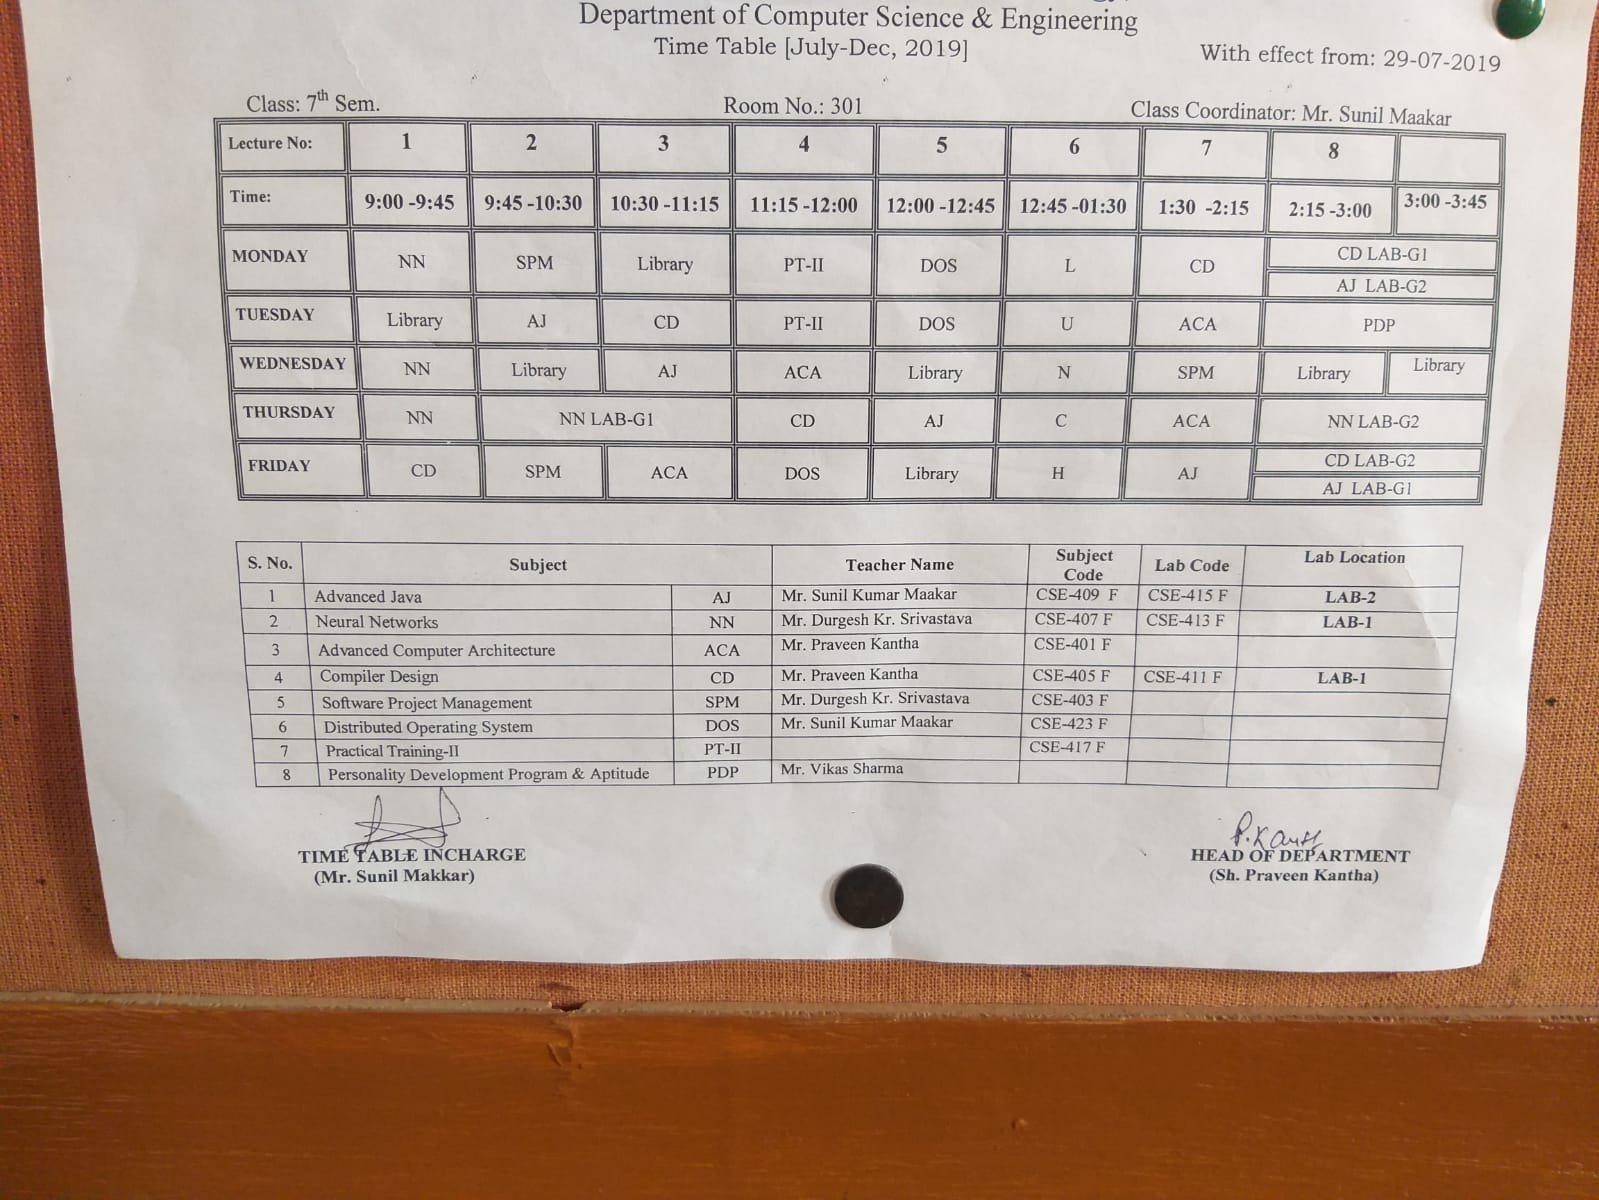 Department of Computer Science & Engineering
Time Table [July-Dec, 2019]
With effect from: 29-07-2019
Class: 7th Sem. Room No.: 301 Class Coordinator: Mr. Sunil Maakar
Lecture No: 1 2 3 4 5 6 7 8
Time: 9:00 -9:45 9:45 -10:30 10:30 -11:15 11:15 -12:00 12:00 -12:45 12:45 -01:30 1:30 -2:15 2:15 -3:00 3:00 -3:45
MONDAY NN SPM Library PT-II DOS L CD CD LAB-G1
AJ LAB-G2
TUESDAY Library AJ CD PT-II DOS U ACA PDP
WEDNESDAY NN Library AJ ACA Library N SPM Library Library
THURSDAY NN NN LAB-G1 CD AJ C ACA NN LAB-G2
FRIDAY CD SPM ACA DOS Library H AJ CD LAB-G2
AJ LAB-G1
S. No. Subject Teacher Name Subject Code Lab Code Lab Location
1 Advanced Java AJ Mr. Sunil Kumar Maakar CSE-409 F CSE-415 F LAB-2
2 Neural Networks NN Mr. Durgesh Kr. Srivastava CSE-407 F CSE-413 F LAB-1
3 Advanced Computer Architecture ACA Mr. Praveen Kantha CSE-401 F
4 Compiler Design CD Mr. Praveen Kantha CSE-405 F CSE-411 F LAB-1
5 Software Project Management SPM Mr. Durgesh Kr. Srivastava CSE-403 F
6 Distributed Operating System DOS Mr. Sunil Kumar Maakar CSE-423 F
7 Practical Training-II PT-II CSE-417 F
8 Personality Development Program & Aptitude PDP Mr. Vikas Sharma
TIME TABLE INCHARGE
(Mr. Sunil Makkar)
HEAD OF DEPARTMENT
(Sh. Praveen Kantha)